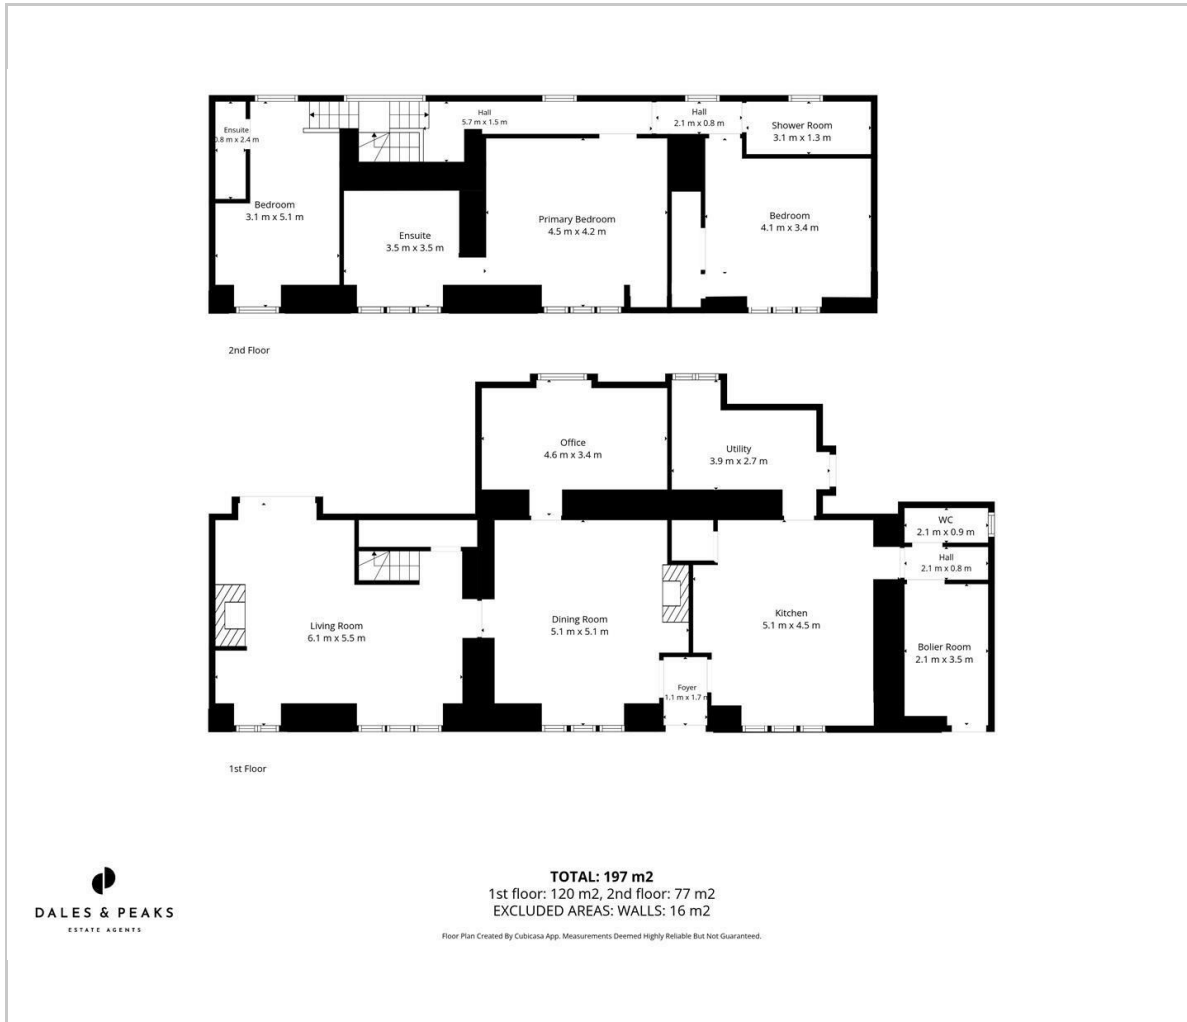 Ensuite
0.8 m x 2.4 m
Hall
5.7 m x 1.5 m
Hall
2.1 m x 0.8 m
Shower Room
3.1 m x 1.3 m
Bedroom
3.1 m x 5.1 m
Ensuite
3.5 m x 3.5 m
Primary Bedroom
4.5 m x 4.2 m
Bedroom
4.1 m x 3.4 m
2nd Floor
Office
4.6 m x 3.4 m
Utility
3.9 m x 2.7 m
WC
2.1 m x 0.9 m
Hall
2.1 m x 0.8 m
Living Room
6.1 m x 5.5 m
Dining Room
5.1 m x 5.1 m
Kitchen
5.1 m x 4.5 m
Bolier Room
2.1 m x 3.5 m
Foyer
1.1 m x 1.7 m
1st Floor
DALES & PEAKS
ESTATE AGENTS
TOTAL: 197 m2
1st floor: 120 m2, 2nd floor: 77 m2
EXCLUDED AREAS: WALLS: 16 m2
Floor Plan Created By Cubicasa App. Measurements Deemed Highly Reliable But Not Guaranteed.